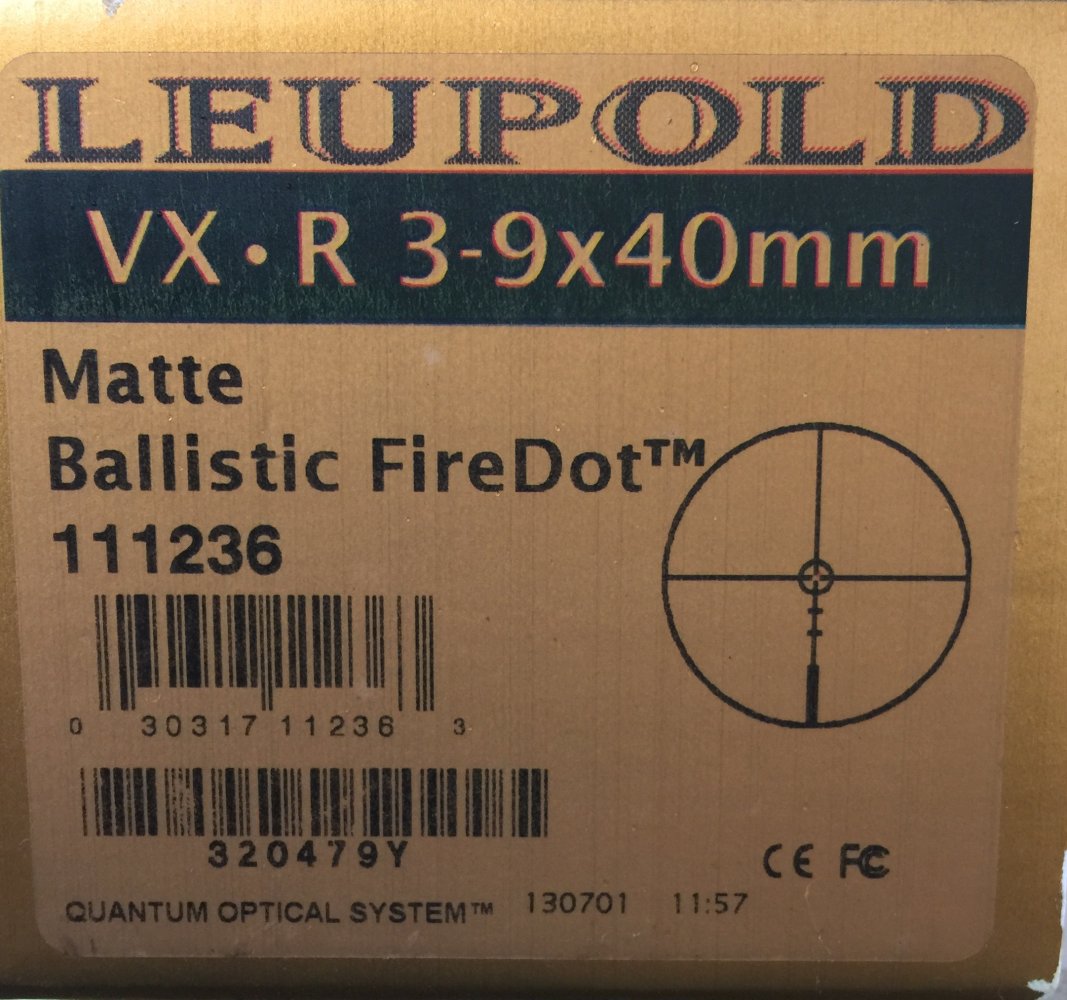 LEUPOLD
VX·R 3-9x40mm
Matte
Ballistic FireDot™
111236
0 30317 11236 3
320479Y
CE FC
QUANTUM OPTICAL SYSTEM™ 130701 11:57